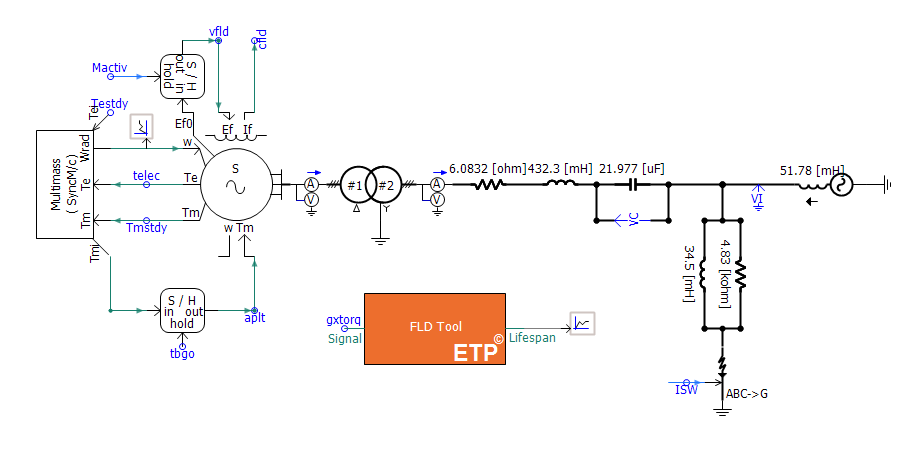 vfld
cfld
Mactiv
S / H
in out
hold
Testdy
Te
Ef0
Ef If
w
Wrad
Multimass
( SyncM/c)
telec
Te
Te
S
Tmstdy
Tm
Tm
Tmi
w Tm
S / H
in out
hold
aplt
tbgo
A
V
#1
#2
A
V
6.0832 [ohm]
432.3 [mH]
21.977 [uF]
VC
VI
51.78 [mH]
34.5 [mH]
4.83 [kohm]
gxtorq
Signal
FLD Tool
ETP©
Lifespan
ISW
ABC->G